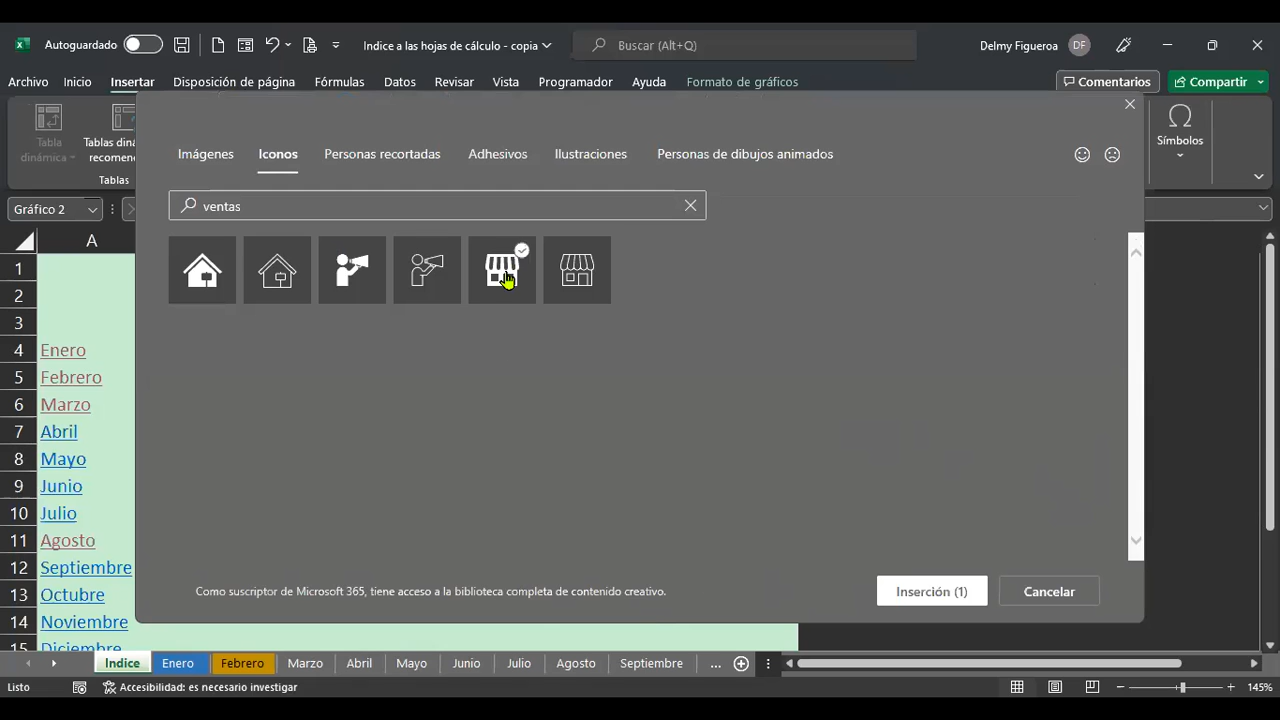 Autoguardado
Indice a las hojas de cálculo - copia
Buscar (Alt+Q)
Delmy Figueroa DF
Archivo Inicio Insertar Disposición de página Fórmulas Datos Revisar Vista Programador Ayuda Formato de gráficos Comentarios Compartir
Tabla dinámica
Tablas dinámicas recomen
Tablas
Símbolos
Imágenes Iconos Personas recortadas Adhesivos Ilustraciones Personas de dibujos animados
Gráfico 2
ventas
A
1
2
3
4 Enero
5 Febrero
6 Marzo
7 Abril
8 Mayo
9 Junio
10 Julio
11 Agosto
12 Septiembre
13 Octubre
14 Noviembre
15 Diciembre
Como suscriptor de Microsoft 365, tiene acceso a la biblioteca completa de contenido creativo.
Inserción (1) Cancelar
Indice Enero Febrero Marzo Abril Mayo Junio Julio Agosto Septiembre ...
Listo Accesibilidad: es necesario investigar 145%